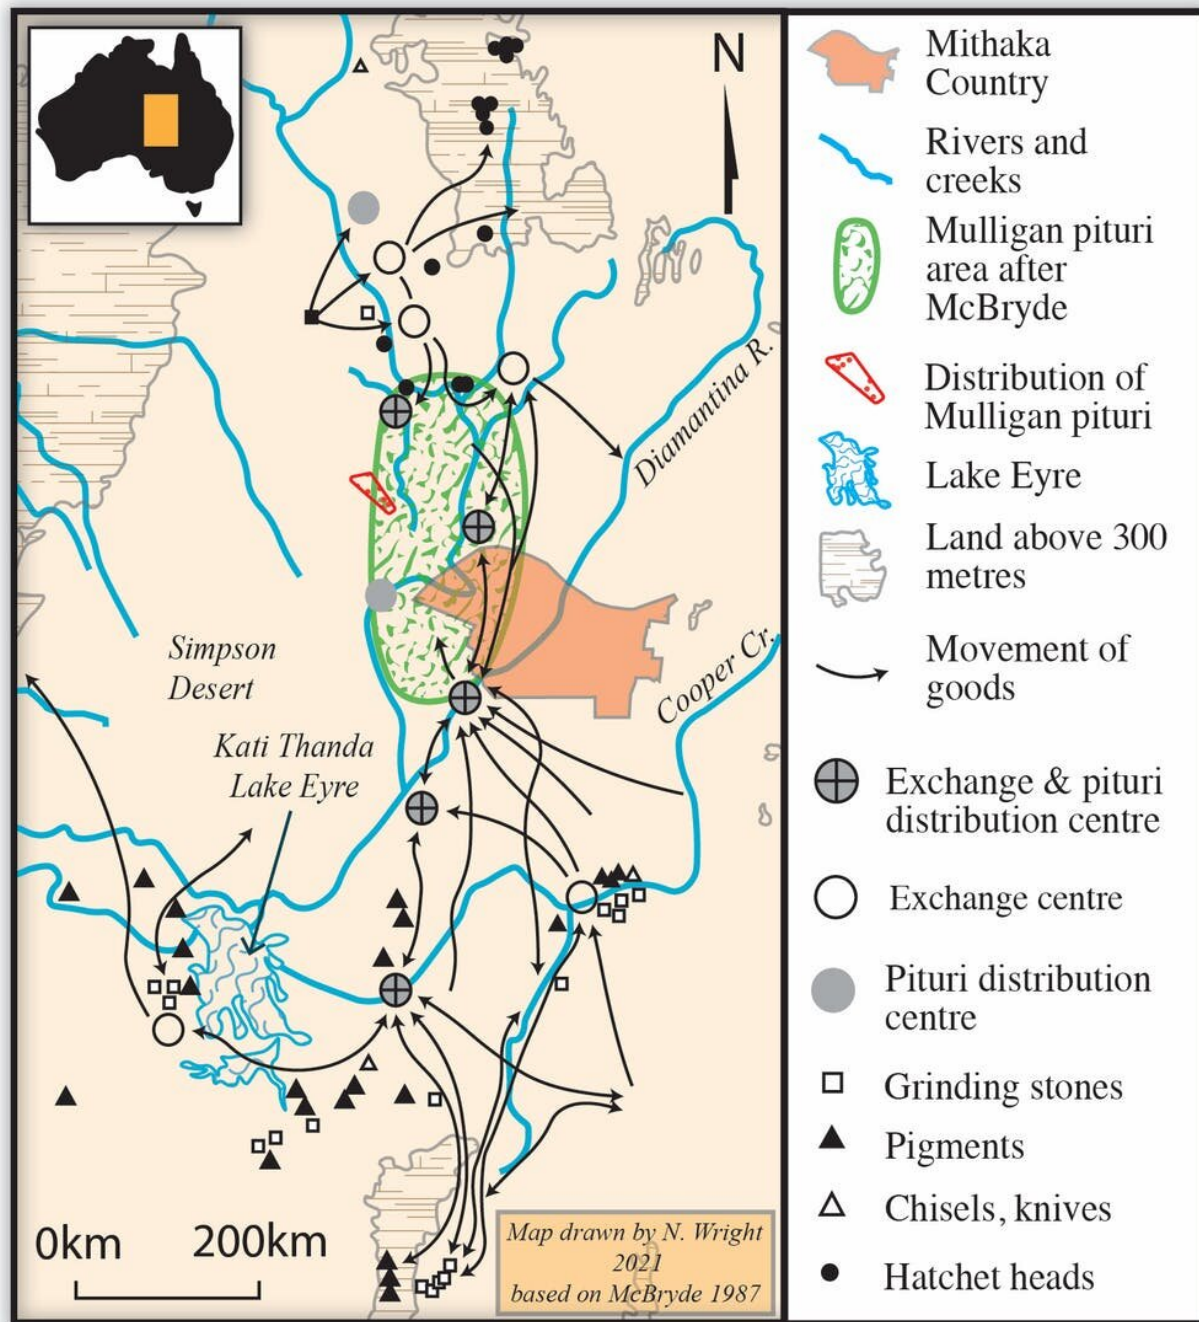 N
Diamantina R.
Simpson
Desert
Kati Thanda
Lake Eyre
Cooper Cr.
0km 200km
Map drawn by N. Wright
2021
based on McBryde 1987
Mithaka
Country
Rivers and
creeks
Mulligan pituri
area after
McBryde
Distribution of
Mulligan pituri
Lake Eyre
Land above 300
metres
Movement of
goods
Exchange & pituri
distribution centre
Exchange centre
Pituri distribution
centre
Grinding stones
Pigments
Chisels, knives
Hatchet heads